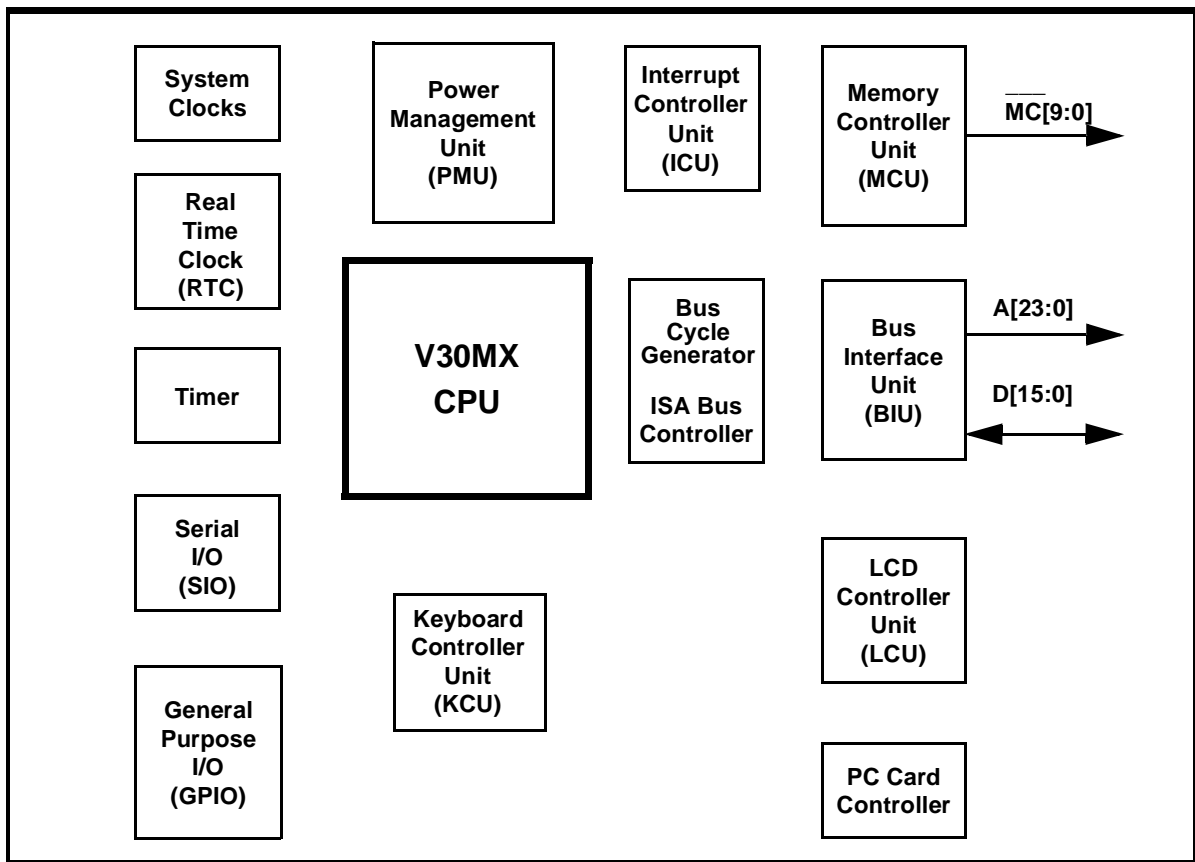 System
Clocks
Real
Time
Clock
(RTC)
Timer
Serial
I/O
(SIO)
General
Purpose
I/O
(GPIO)
Power
Management
Unit
(PMU)
V30MX
CPU
Keyboard
Controller
Unit
(KCU)
Interrupt
Controller
Unit
(ICU)
Bus
Cycle
Generator
ISA Bus
Controller
Memory
Controller
Unit
(MCU)
MC[9:0]
Bus
Interface
Unit
(BIU)
A[23:0]
D[15:0]
LCD
Controller
Unit
(LCU)
PC Card
Controller